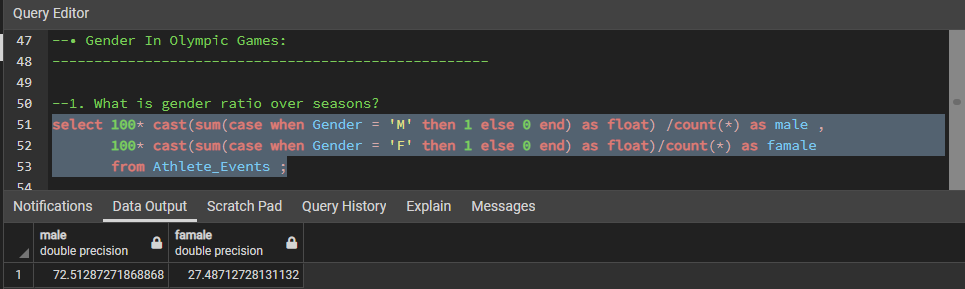 Query Editor
47 --• Gender In Olympic Games:
48 ----------------------------------------------------
49
50 --1. What is gender ratio over seasons?
51 select 100* cast(sum(case when Gender = 'M' then 1 else 0 end) as float) /count(*) as male ,
52 100* cast(sum(case when Gender = 'F' then 1 else 0 end) as float)/count(*) as famale
53 from Athlete_Events ;
54
Notifications Data Output Scratch Pad Query History Explain Messages
male famale
double precision double precision
1 72.51287271868868 27.48712728131132